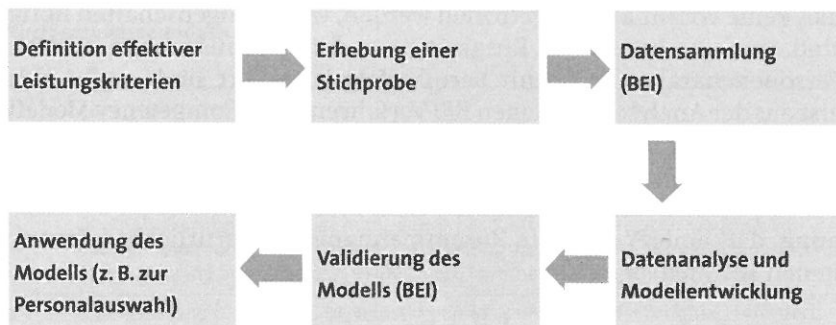 Definition effektiver
Leistungskriterien
Erhebung einer
Stichprobe
Datensammlung
(BEI)
Datenanalyse und
Modellentwicklung
Validierung des
Modells (BEI)
Anwendung des
Modells (z. B. zur
Personalauswahl)